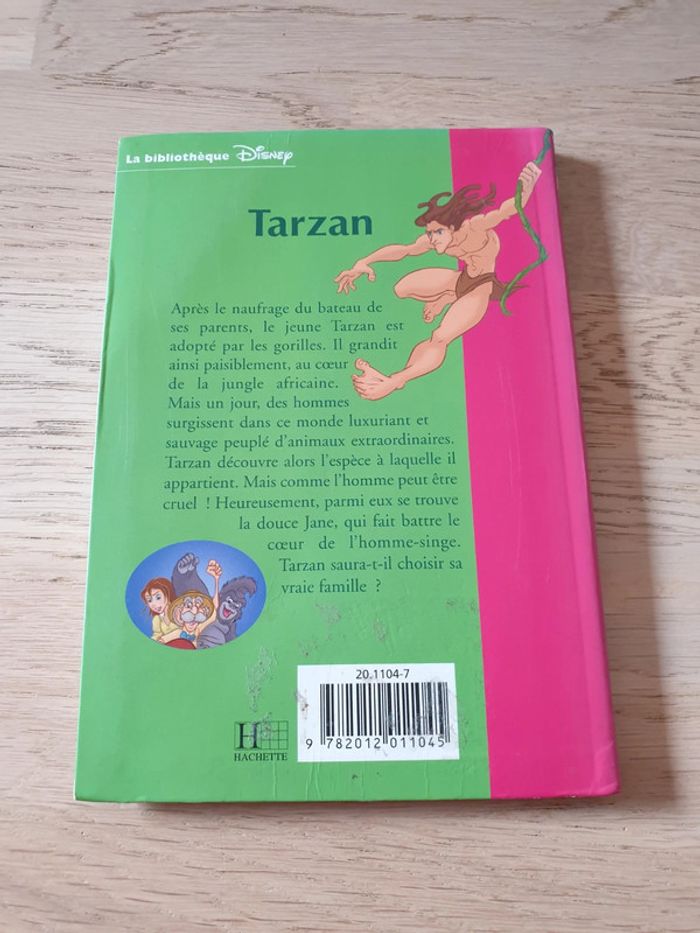 La bibliothèque Disney
Tarzan
Après le naufrage du bateau de
ses parents, le jeune Tarzan est
adopté par les gorilles. Il grandit
ainsi paisiblement, au cœur
de la jungle africaine.
Mais un jour, des hommes
surgissent dans ce monde luxuriant et
sauvage peuplé d'animaux extraordinaires.
Tarzan découvre alors l'espèce à laquelle il
appartient. Mais comme l'homme peut être
cruel ! Heureusement, parmi eux se trouve
la douce Jane, qui fait battre le
cœur de l'homme-singe.
Tarzan saura-t-il choisir sa
vraie famille ?
20.1104-7
9 782012 011045
H
HACHETTE